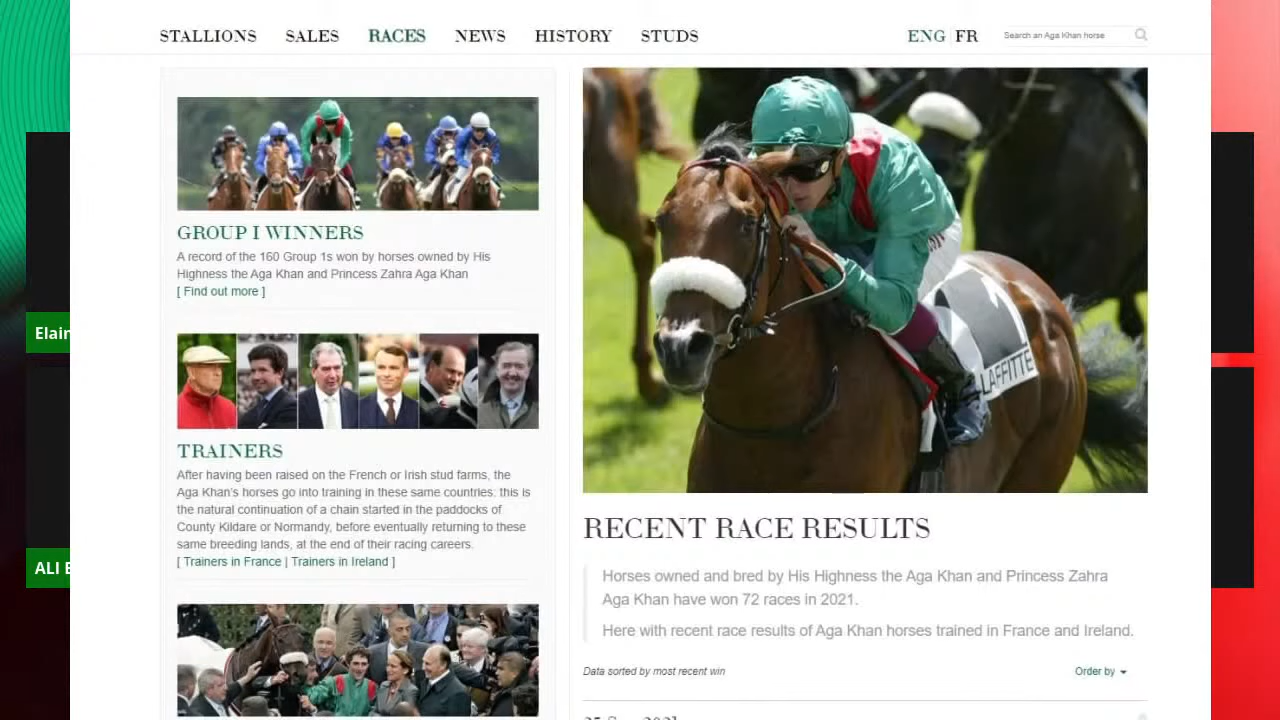 STALLIONS SALES RACES NEWS HISTORY STUDS ENG FR Search an Aga Khan horse
GROUP I WINNERS
A record of the 160 Group 1s won by horses owned by His
Highness the Aga Khan and Princess Zahra Aga Khan
[ Find out more ]
Elain
TRAINERS
After having been raised on the French or Irish stud farms, the
Aga Khan's horses go into training in these same countries: this is
the natural continuation of a chain started in the paddocks of
County Kildare or Normandy, before eventually returning to these
same breeding lands, at the end of their racing careers.
[ Trainers in France | Trainers in Ireland ]
ALI
LAFFITTE
RECENT RACE RESULTS
Horses owned and bred by His Highness the Aga Khan and Princess Zahra
Aga Khan have won 72 races in 2021.
Here with recent race results of Aga Khan horses trained in France and Ireland.
Data sorted by most recent win
Order by